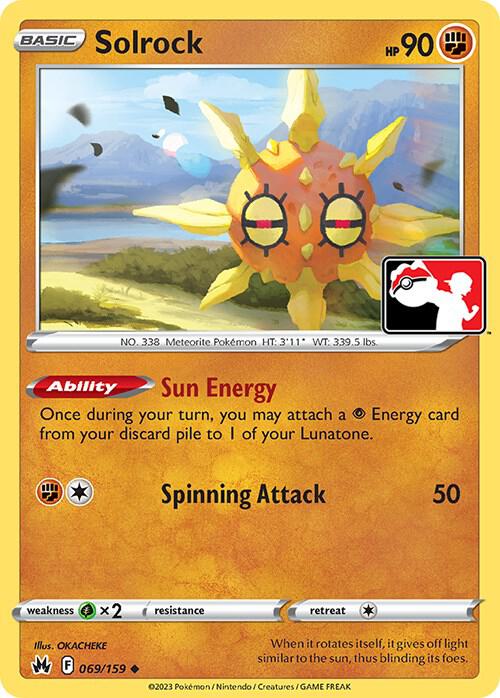 BASIC Solrock HP 90
NO. 338 Meteorite Pokémon HT: 3'11" WT: 339.5 lbs.
TM
Ability Sun Energy
Once during your turn, you may attach a Energy card
from your discard pile to 1 of your Lunatone.
Spinning Attack 50
weakness ×2 resistance retreat
Illus. OKACHEKE
When it rotates itself, it gives off light
similar to the sun, thus blinding its foes.
F 069/159
©2023 Pokémon / Nintendo / Creatures / GAME FREAK